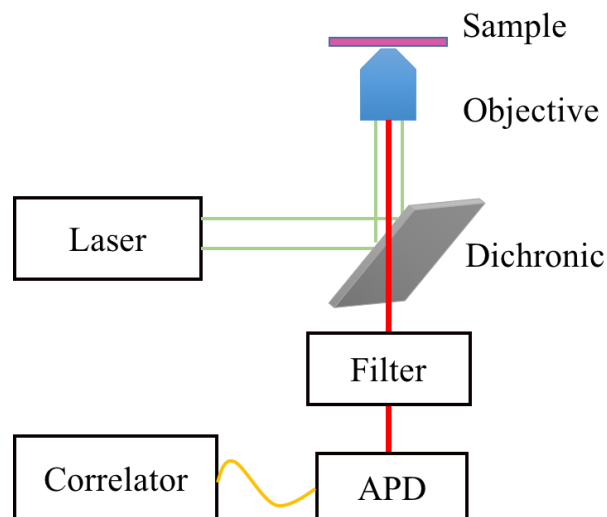 Sample
Objective
Laser
Dichronic
Filter
Correlator
APD